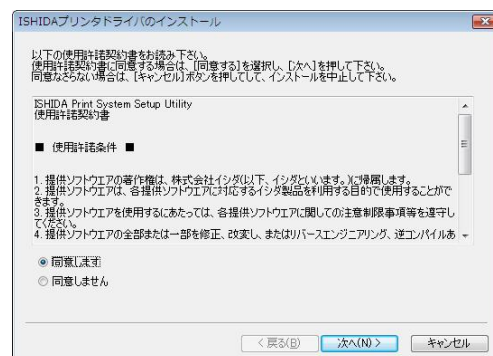 ISHIDAプリンタドライバのインストール
以下の使用許諾契約書をお読み下さい。
使用許諾契約書に同意する場合は、[同意する]を選択し、[次へ]を押して下さい。
同意なさらない場合は、[キャンセル]ボタンを押してして、インストールを中止して下さい。
ISHIDA Print System Setup Utility
使用許諾契約書
■ 使用許諾条件 ■
1. 提供ソフトウエアの著作権は、株式会社イシダ(以下、イシダといいます。)に帰属します。
2. 提供ソフトウエアは、各提供ソフトウエアに対応するイシダ製品を利用する目的で使用することがで
きます。
3. 提供ソフトウエアを使用するにあたっては、各提供ソフトウエアに関しての注意制限事項等を遵守し
てください。
4. 提供ソフトウエアの全部または一部を修正、改変し、またはリバースエンジニアリング、逆コンパイルあ
同意します
同意しません
< 戻る(B)
次へ(N) >
キャンセル